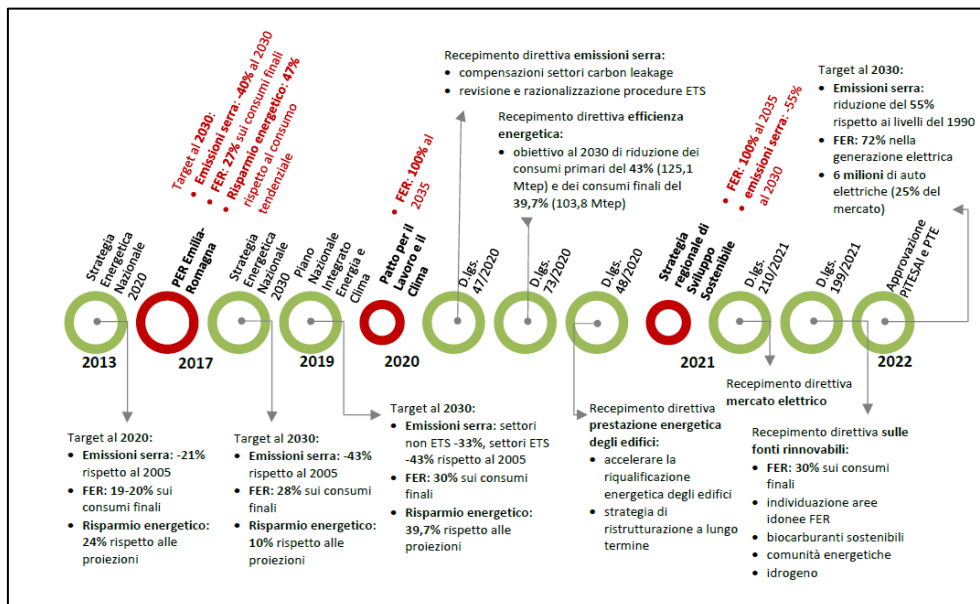 Target al 2030:
• Emissioni serra: -40% al 2030
• FER: 27% sui consumi finali
• Risparmio energetico: 47%
rispetto al consumo
tendenziale
• FER: 100% al
2035
Recepimento direttiva emissioni serra:
• compensazioni settori carbon leakage
• revisione e razionalizzazione procedure ETS
Recepimento direttiva efficienza
energetica:
• obiettivo al 2030 di riduzione dei
consumi primari del 43% (125,1
Mtep) e dei consumi finali del
39,7% (103,8 Mtep)
• FER: 100% al 2035
• emissioni serra: -55%
al 2030
Target al 2030:
• Emissioni serra:
riduzione del 55%
rispetto ai livelli del 1990
• FER: 72% nella
generazione elettrica
• 6 milioni di auto
elettriche (25% del
mercato)
Strategia
Energetica
Nazionale
2020
PER Emilia-
Romagna
Strategia
Energetica
Nazionale
2030
Piano
Nazionale
Integrato
Energia e
Clima
Patto per il
Lavoro e il
Clima
D.lgs.
47/2020
D.lgs.
73/2020
D.lgs.
48/2020
Strategia
regionale di
Sviluppo
Sostenibile
D.lgs.
210/2021
D.lgs.
199/2021
Approvazione
PITESAI e PTE
2013
2017
2019
2020
2021
2022
Target al 2020:
• Emissioni serra: -21%
rispetto al 2005
• FER: 19-20% sui
consumi finali
• Risparmio energetico:
24% rispetto alle
proiezioni
Target al 2030:
• Emissioni serra: -43%
rispetto al 2005
• FER: 28% sui consumi
finali
• Risparmio energetico:
10% rispetto alle
proiezioni
Target al 2030:
• Emissioni serra: settori
non ETS -33%, settori ETS
-43% rispetto al 2005
• FER: 30% sui consumi
finali
• Risparmio energetico:
39,7% rispetto alle
proiezioni
Recepimento direttiva
prestazione energetica
degli edifici:
• accelerare la
riqualificazione
energetica degli edifici
• strategia di
ristrutturazione a lungo
termine
Recepimento direttiva
mercato elettrico
Recepimento direttiva sulle
fonti rinnovabili:
• FER: 30% sui consumi
finali
• individuazione aree
idonee FER
• biocarburanti sostenibili
• comunità energetiche
• idrogeno